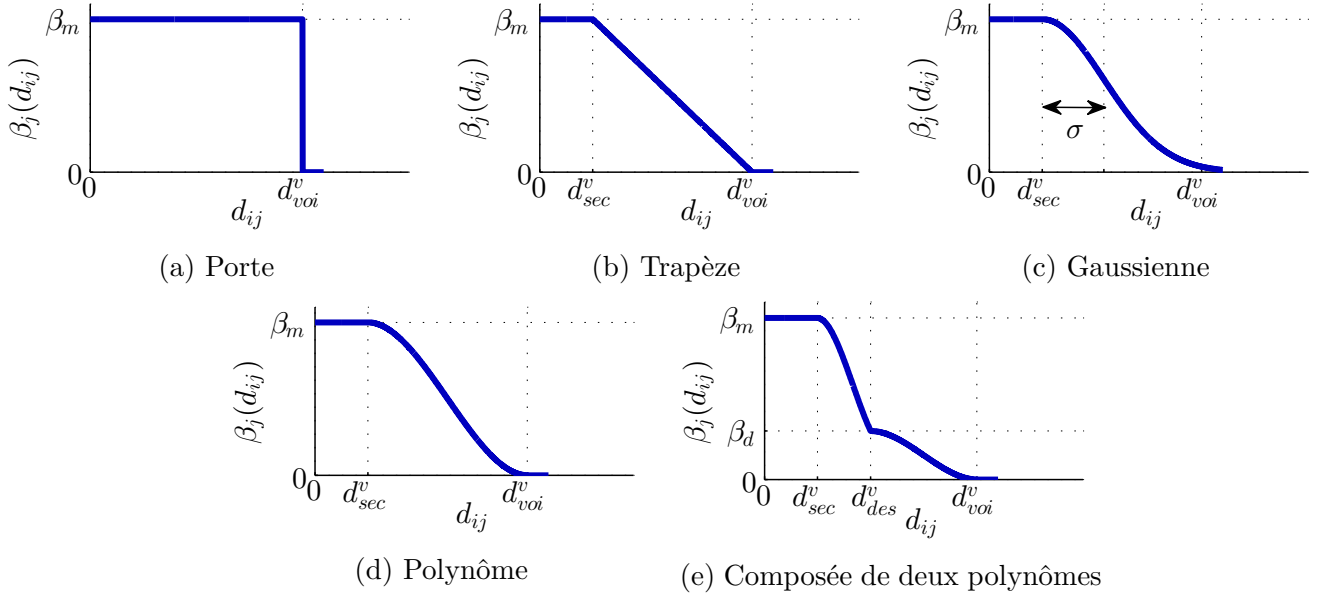 β_m
β_j(d_ij)
0
0
d^v_voi
d_ij
(a) Porte
β_m
β_j(d_ij)
0
0
d^v_sec
d^v_voi
d_ij
(b) Trapèze
β_m
β_j(d_ij)
σ
0
0
d^v_sec
d^v_voi
d_ij
(c) Gaussienne
β_m
β_j(d_ij)
0
0
d^v_sec
d^v_voi
d_ij
(d) Polynôme
β_m
β_j(d_ij)
β_d
0
0
d^v_sec
d^v_des
d^v_voi
d_ij
(e) Composée de deux polynômes